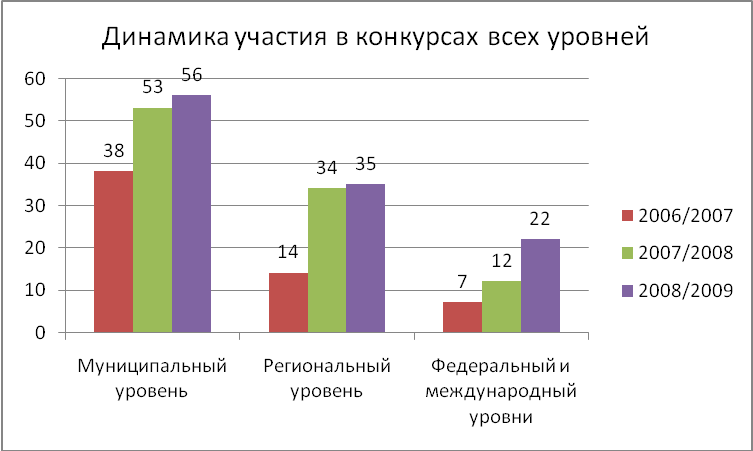 Динамика участия в конкурсах всех уровней
60
50
40
30
20
10
0
38
53
56
14
34
35
7
12
22
Муниципальный
уровень
Региональный
уровень
Федеральный и
международный
уровни
2006/2007
2007/2008
2008/2009